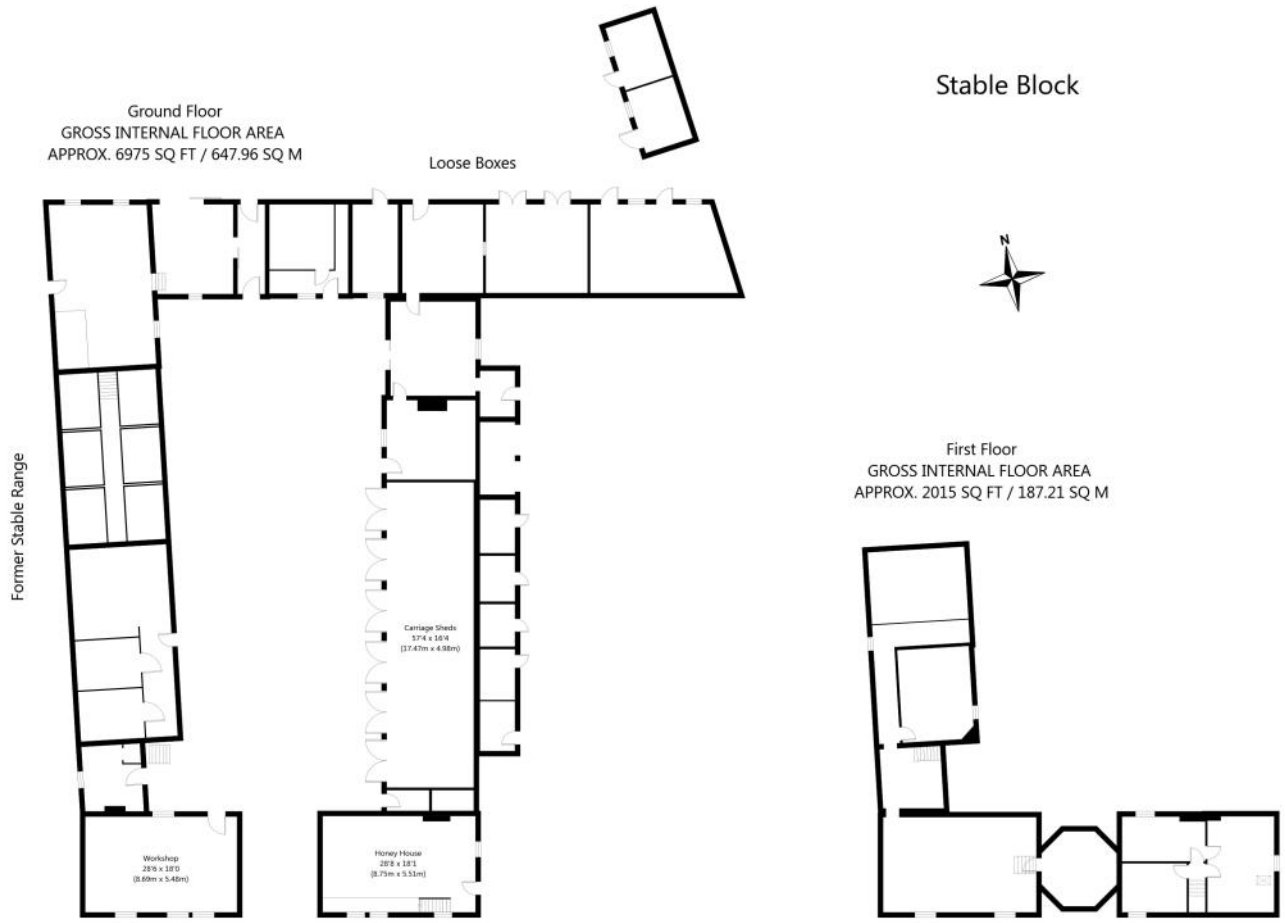 Stable Block
Ground Floor
GROSS INTERNAL FLOOR AREA
APPROX. 6975 SQ FT / 647.96 SQ M
Loose Boxes
N
Former Stable Range
First Floor
GROSS INTERNAL FLOOR AREA
APPROX. 2015 SQ FT / 187.21 SQ M
Carriage Sheds
57'4 x 16'4
(17.47m x 4.98m)
Workshop
28'6 x 18'0
(8.69m x 5.48m)
Honey House
28'8 x 18'1
(8.75m x 5.51m)